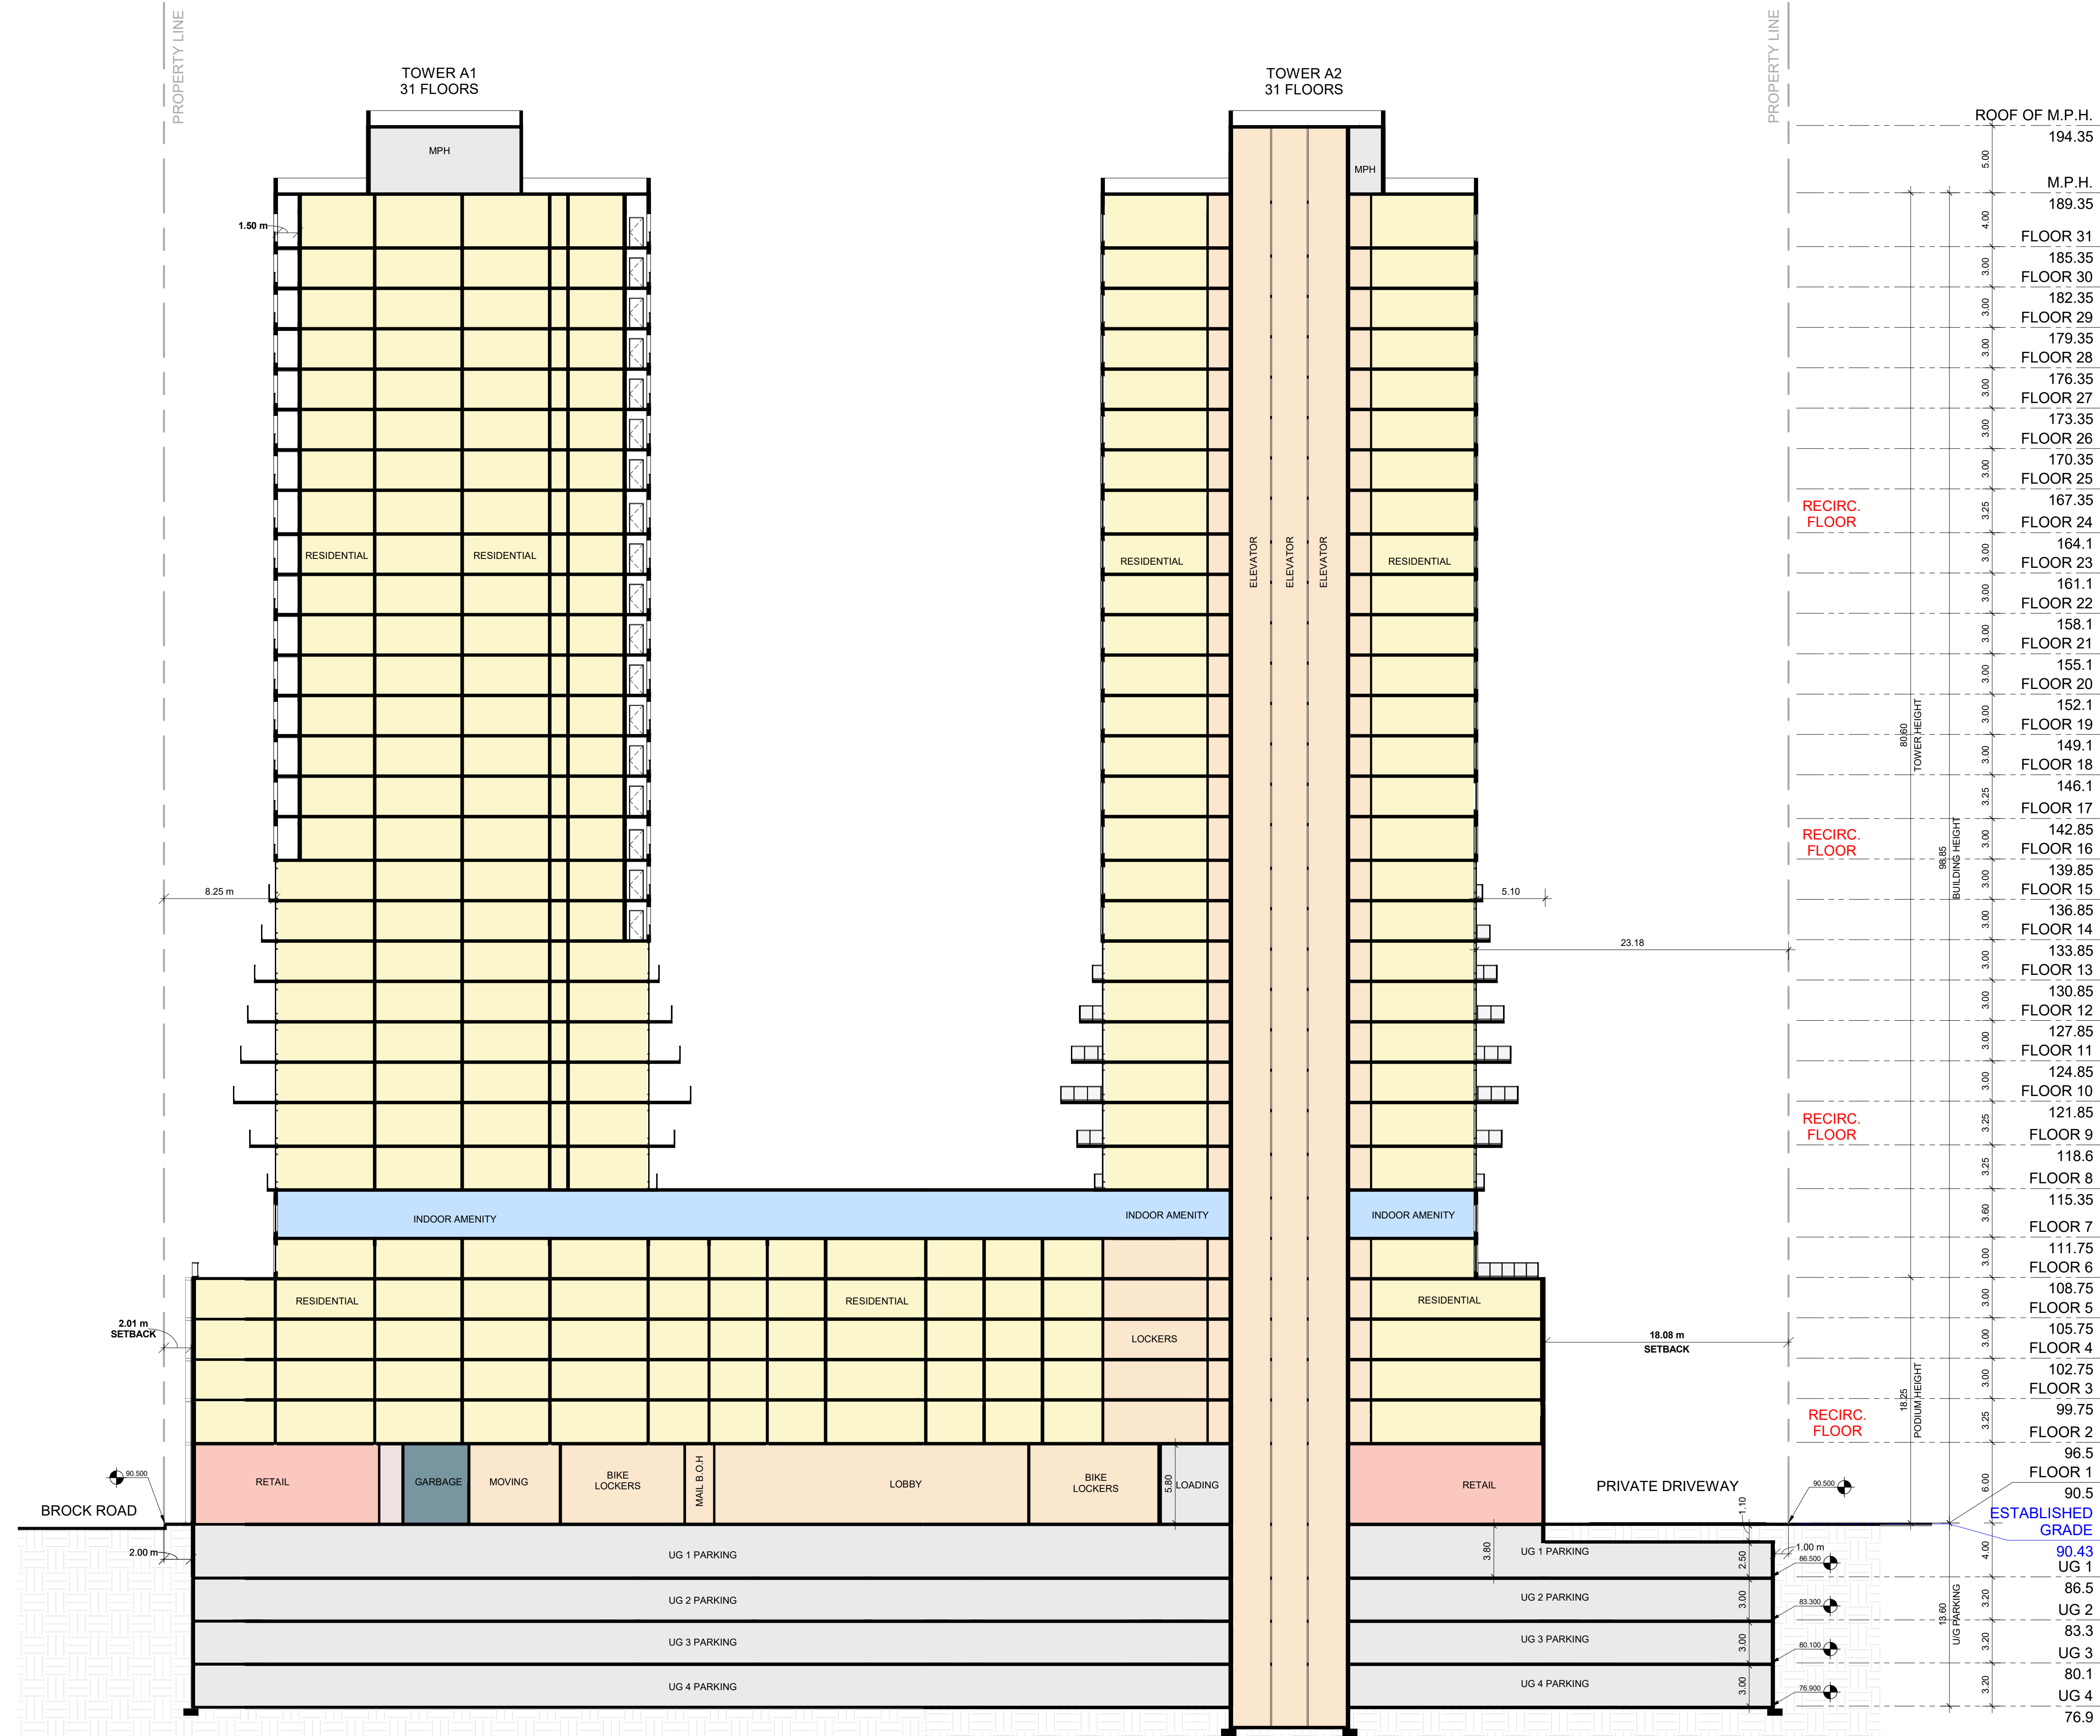 PROPERTY LINE
PROPERTY LINE
TOWER A1
31 FLOORS
TOWER A2
31 FLOORS
MPH
MPH
1.50 m
RESIDENTIAL
RESIDENTIAL
RESIDENTIAL
ELEVATOR
ELEVATOR
ELEVATOR
RESIDENTIAL
8.25 m
5.10
23.18
INDOOR AMENITY
INDOOR AMENITY
INDOOR AMENITY
RESIDENTIAL
RESIDENTIAL
RESIDENTIAL
LOCKERS
2.01 m
SETBACK
18.08 m
SETBACK
RETAIL
GARBAGE
MOVING
BIKE
LOCKERS
MAIL B.O.H
LOBBY
BIKE
LOCKERS
5.80
LOADING
RETAIL
90.500
BROCK ROAD
PRIVATE DRIVEWAY
90.500
1.10
2.00 m
UG 1 PARKING
3.80
UG 1 PARKING
2.50
1.00 m
86.500
UG 2 PARKING
UG 2 PARKING
3.00
83.300
UG 3 PARKING
UG 3 PARKING
3.00
80.100
UG 4 PARKING
UG 4 PARKING
3.00
76.900
RECIRC.
FLOOR
RECIRC.
FLOOR
RECIRC.
FLOOR
RECIRC.
FLOOR
80.60
TOWER HEIGHT
98.85
BUILDING HEIGHT
18.25
PODIUM HEIGHT
13.60
U/G PARKING
ROOF OF M.P.H.
194.35
5.00
M.P.H.
189.35
4.00
FLOOR 31
185.35
3.00
FLOOR 30
182.35
3.00
FLOOR 29
179.35
3.00
FLOOR 28
176.35
3.00
FLOOR 27
173.35
3.00
FLOOR 26
170.35
3.00
FLOOR 25
167.35
3.25
FLOOR 24
164.1
3.00
FLOOR 23
161.1
3.00
FLOOR 22
158.1
3.00
FLOOR 21
155.1
3.00
FLOOR 20
152.1
3.00
FLOOR 19
149.1
3.00
FLOOR 18
146.1
3.25
FLOOR 17
142.85
3.00
FLOOR 16
139.85
3.00
FLOOR 15
136.85
3.00
FLOOR 14
133.85
3.00
FLOOR 13
130.85
3.00
FLOOR 12
127.85
3.00
FLOOR 11
124.85
3.00
FLOOR 10
121.85
3.25
FLOOR 9
118.6
3.25
FLOOR 8
115.35
3.60
FLOOR 7
111.75
3.00
FLOOR 6
108.75
3.00
FLOOR 5
105.75
3.00
FLOOR 4
102.75
3.00
FLOOR 3
99.75
3.25
FLOOR 2
96.5
FLOOR 1
6.00
90.5
ESTABLISHED
GRADE
90.43
4.00
UG 1
86.5
3.20
UG 2
83.3
3.20
UG 3
80.1
3.20
UG 4
76.9